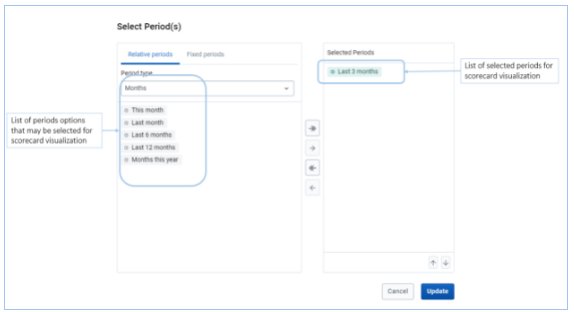 Select Period(s)
Relative periods Fixed periods
Period type
Months
This month
Last month
Last 6 months
Last 12 months
Months this year
Selected Periods
Last 3 months
List of selected periods for
scorecard visualization
List of periods options
that may be selected for
scorecard visualization
Cancel Update